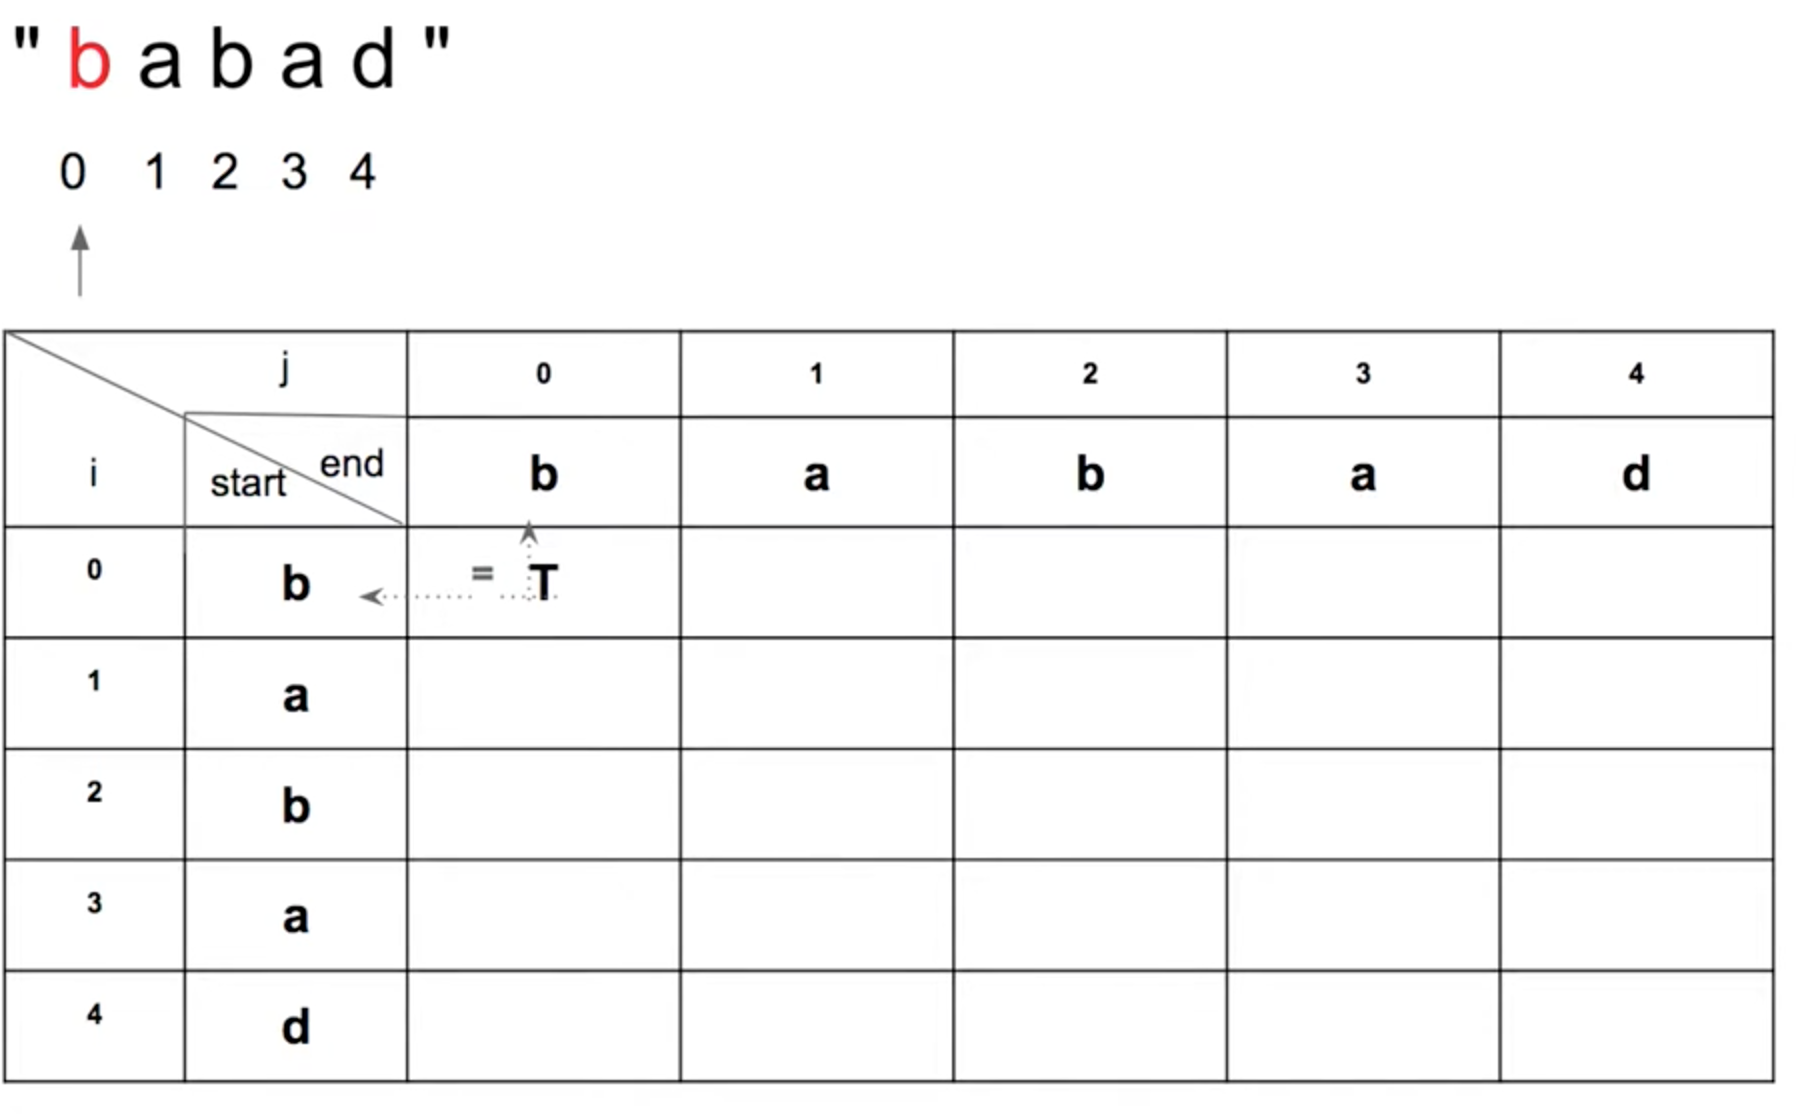 " b a b a d "
0 1 2 3 4
j 0 1 2 3 4
i start end b a b a d
0 b = T
1 a
2 b
3 a
4 d